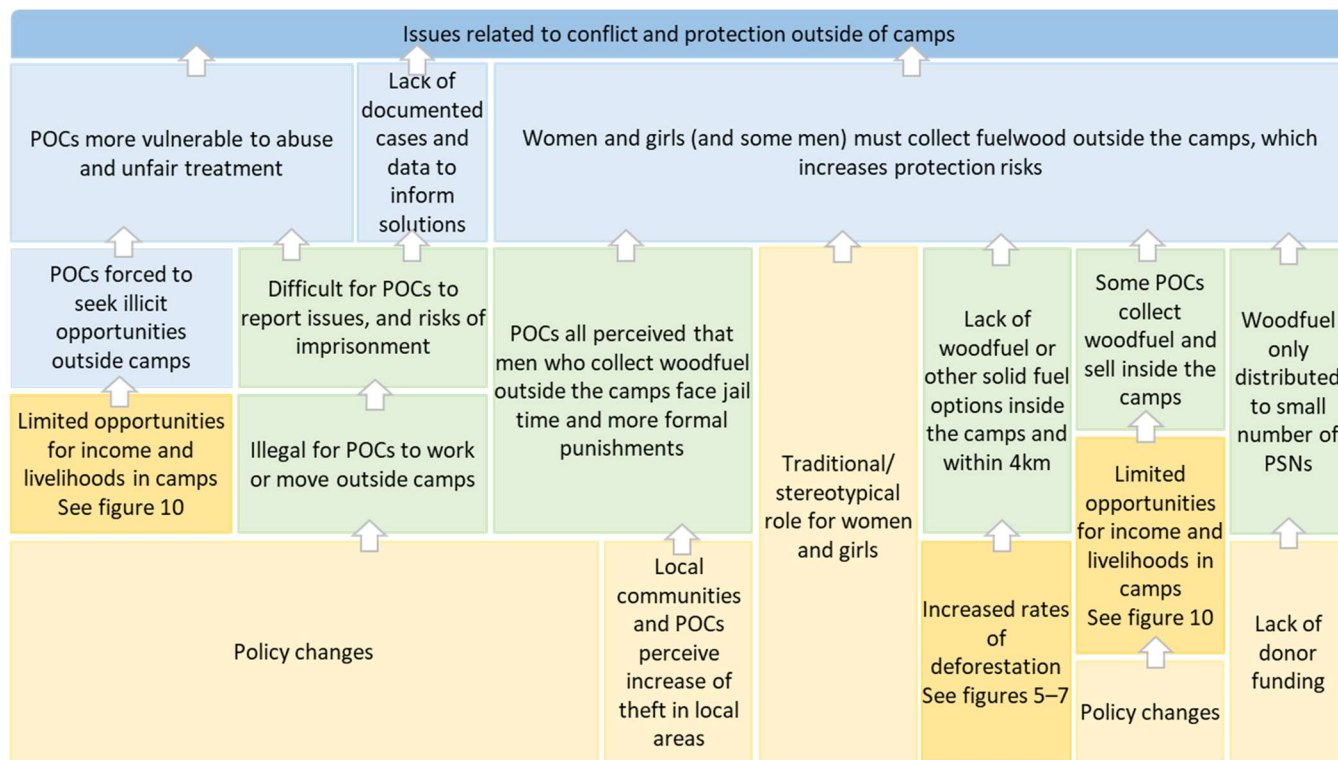 Issues related to conflict and protection outside of camps
POCs more vulnerable to abuse
and unfair treatment
Lack of
documented
cases and
data to
inform
solutions
Women and girls (and some men) must collect fuelwood outside the camps, which
increases protection risks
POCs forced to
seek illicit
opportunities
outside camps
Difficult for POCs to
report issues, and risks of
imprisonment
POCs all perceived that
men who collect woodfuel
outside the camps face jail
time and more formal
punishments
Traditional/
stereotypical
role for women
and girls
Lack of
woodfuel or
other solid fuel
options inside
the camps and
within 4km
Some POCs
collect
woodfuel and
sell inside the
camps
Woodfuel
only
distributed
to small
number of
PSNs
Limited opportunities
for income and
livelihoods in camps
See figure 10
Illegal for POCs to work
or move outside camps
Limited
opportunities
for income and
livelihoods in
camps
See figure 10
Policy changes
Local
communities
and POCs
perceive
increase of
theft in local
areas
Increased rates
of
deforestation
See figures 5–7
Policy changes
Lack of
donor
funding